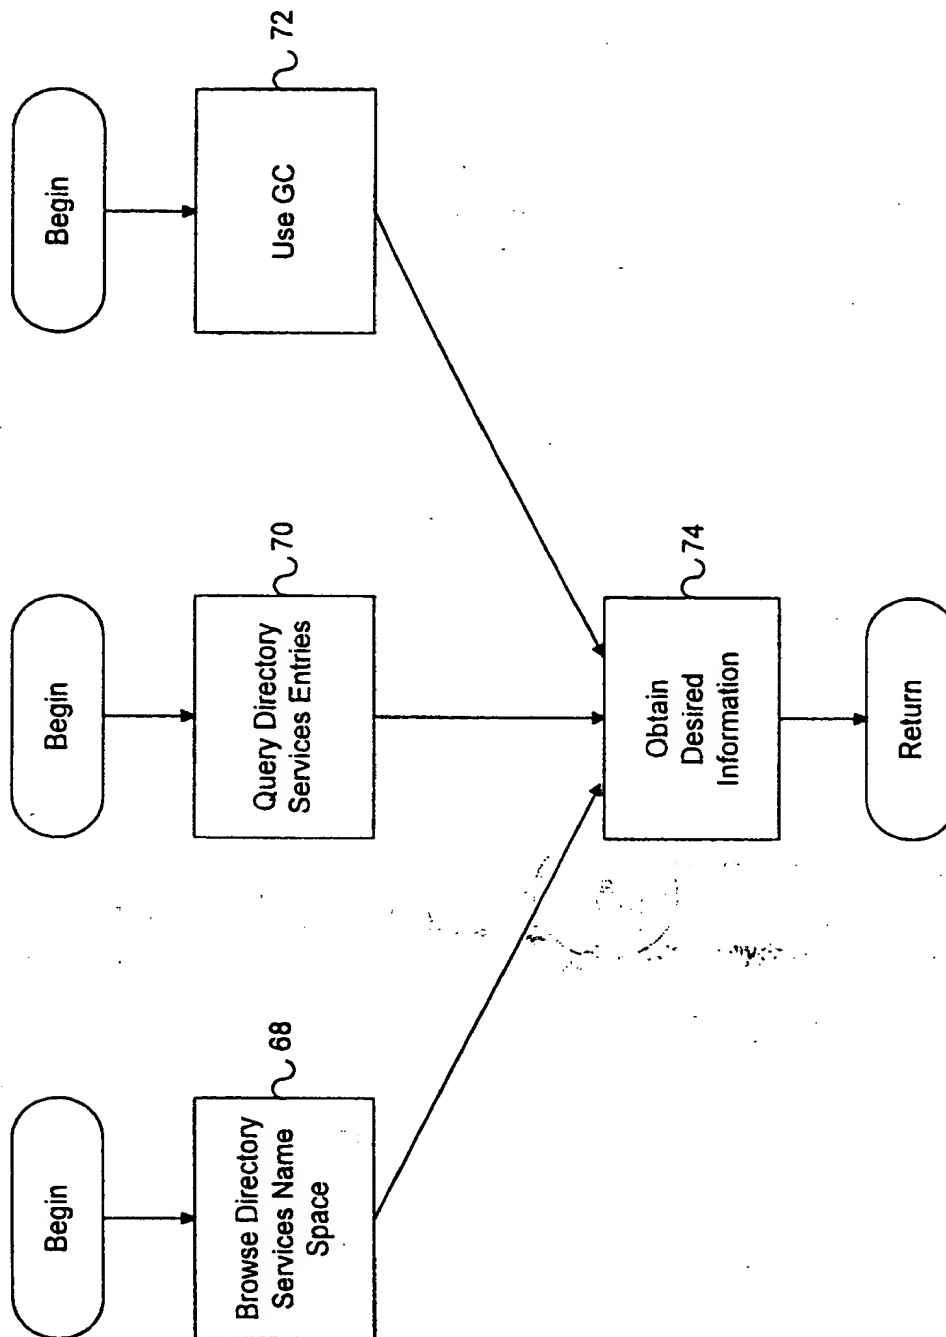 Begin
Begin
Begin
Browse Directory
Services Name
Space
68
Query Directory
Services Entries
70
Use GC
72
Obtain
Desired
Information
74
Return